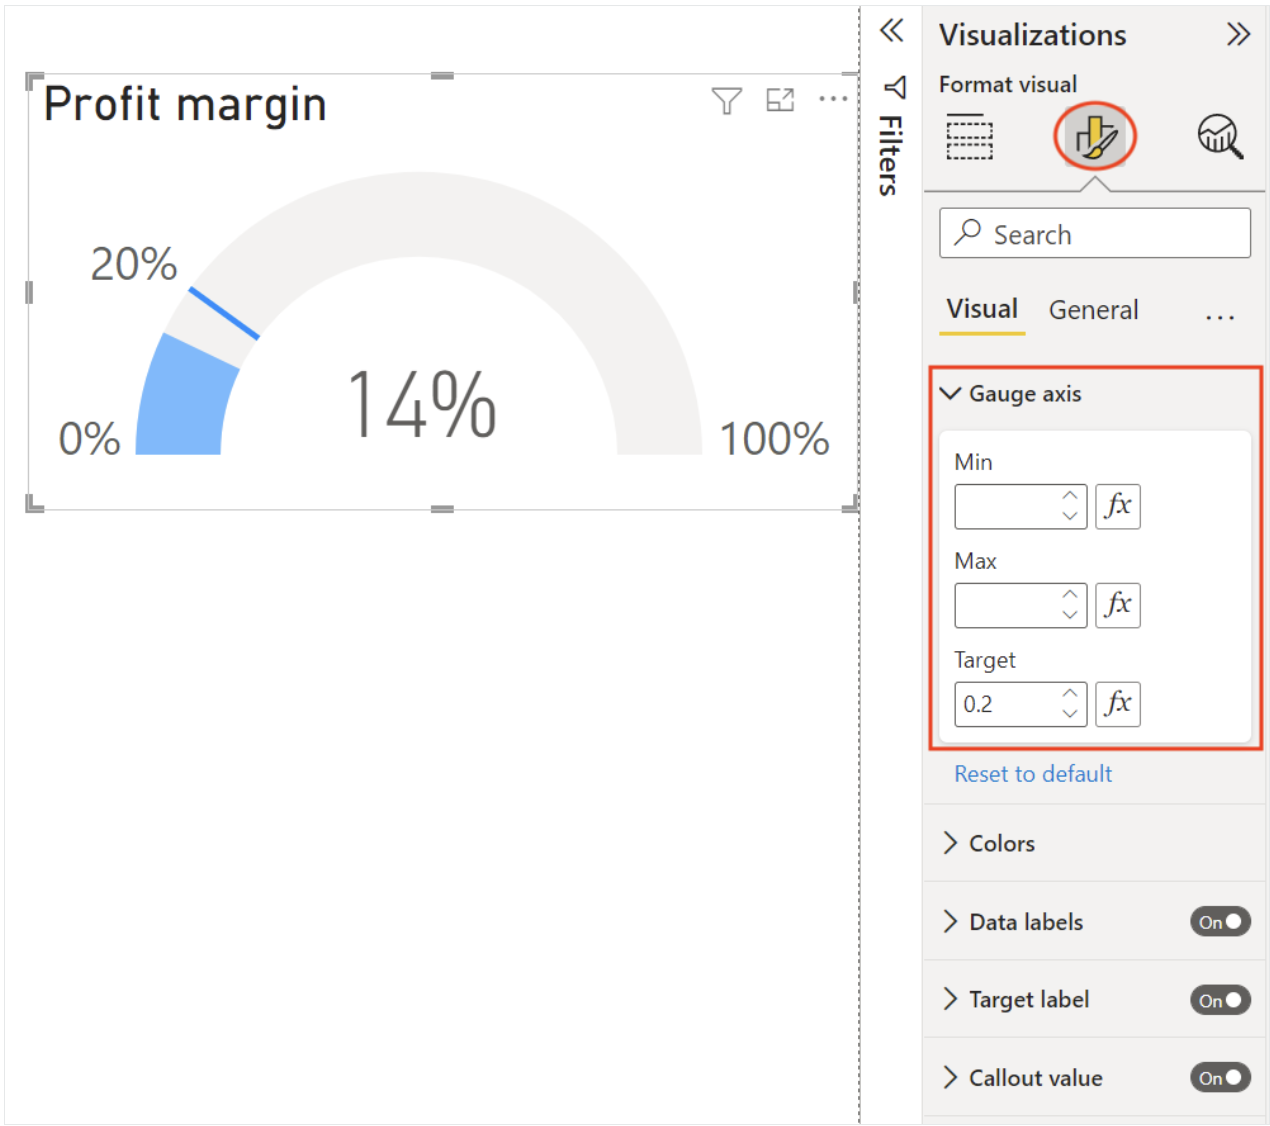 Profit margin
20%
14%
0%
100%
Filters
Visualizations
Format visual
Search
Visual General ...
Gauge axis
Min
fx
Max
fx
Target
0.2 fx
Reset to default
Colors
Data labels On
Target label On
Callout value On